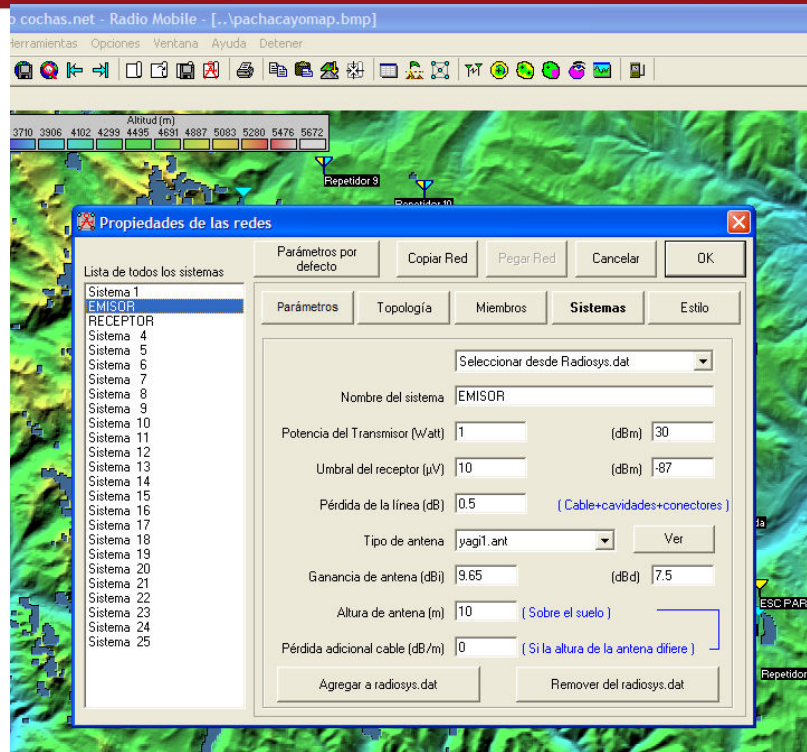 o cochas.net - Radio Mobile - [..\pachacayomap.bmp]
Herramientas Opciones Ventana Ayuda Detener
Altitud (m)
3710 3906 4102 4299 4495 4691 4887 5083 5280 5476 5672
Repetidor 9
Repetidor 10
Propiedades de las redes
Parámetros por defecto
Copiar Red
Pegar Red
Cancelar
OK
Lista de todos los sistemas
Sistema 1
EMISOR
RECEPTOR
Sistema 4
Sistema 5
Sistema 6
Sistema 7
Sistema 8
Sistema 9
Sistema 10
Sistema 11
Sistema 12
Sistema 13
Sistema 14
Sistema 15
Sistema 16
Sistema 17
Sistema 18
Sistema 19
Sistema 20
Sistema 21
Sistema 22
Sistema 23
Sistema 24
Sistema 25
Parámetros
Topología
Miembros
Sistemas
Estilo
Seleccionar desde Radiosys.dat
Nombre del sistema EMISOR
Potencia del Transmisor (Watt) 1 (dBm) 30
Umbral del receptor (µV) 10 (dBm) -87
Pérdida de la línea (dB) 0.5 ( Cable+cavidades+conectores )
Tipo de antena yagi1.ant Ver
Ganancia de antena (dBi) 9.65 (dBd) 7.5
Altura de antena (m) 10 ( Sobre el suelo )
Pérdida adicional cable (dB/m) 0 ( Si la altura de la antena difiere )
Agregar a radiosys.dat
Remover del radiosys.dat
da
ESC PAR
Repetidor